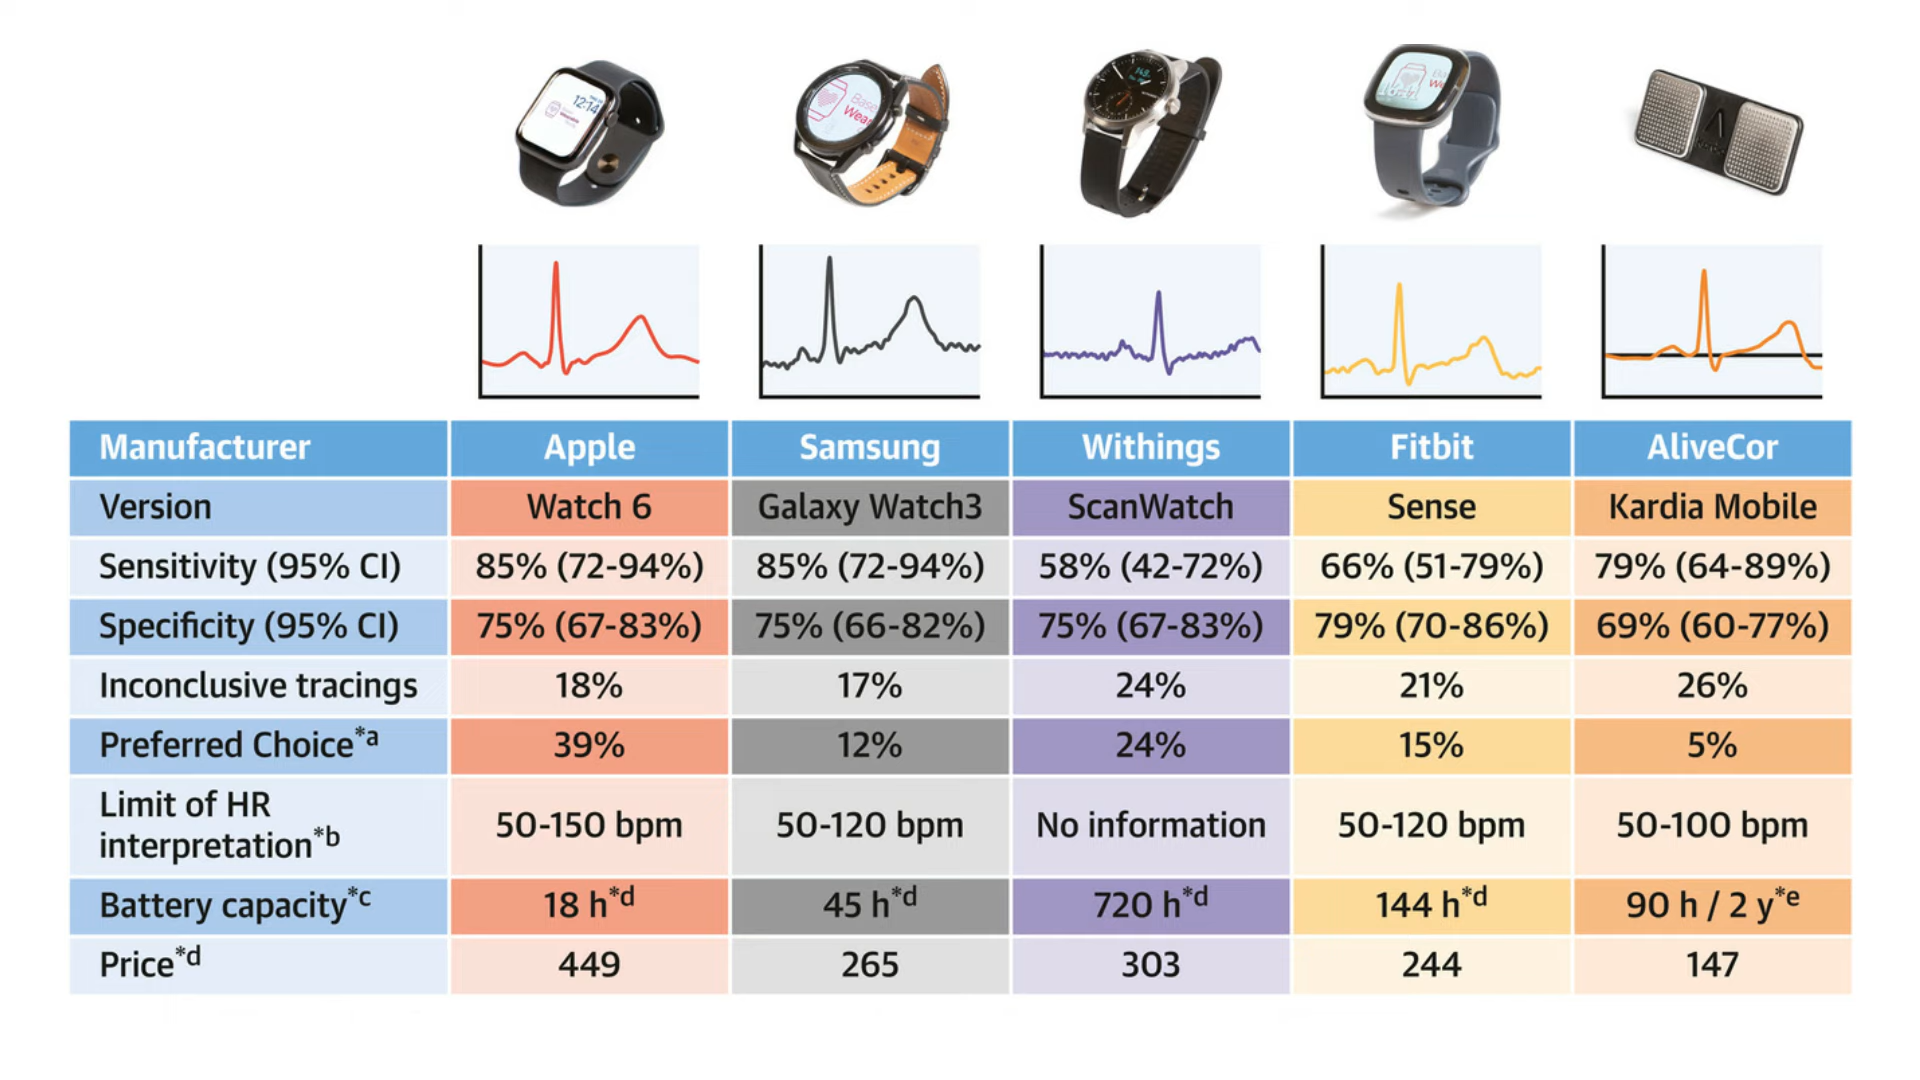 12:14
Manufacturer Apple Samsung Withings Fitbit AliveCor
Version Watch 6 Galaxy Watch3 ScanWatch Sense Kardia Mobile
Sensitivity (95% CI) 85% (72-94%) 85% (72-94%) 58% (42-72%) 66% (51-79%) 79% (64-89%)
Specificity (95% CI) 75% (67-83%) 75% (66-82%) 75% (67-83%) 79% (70-86%) 69% (60-77%)
Inconclusive tracings 18% 17% 24% 21% 26%
Preferred Choice*a 39% 12% 24% 15% 5%
Limit of HR
interpretation*b 50-150 bpm 50-120 bpm No information 50-120 bpm 50-100 bpm
Battery capacity*c 18 h*d 45 h*d 720 h*d 144 h*d 90 h / 2 y*e
Price*d 449 265 303 244 147